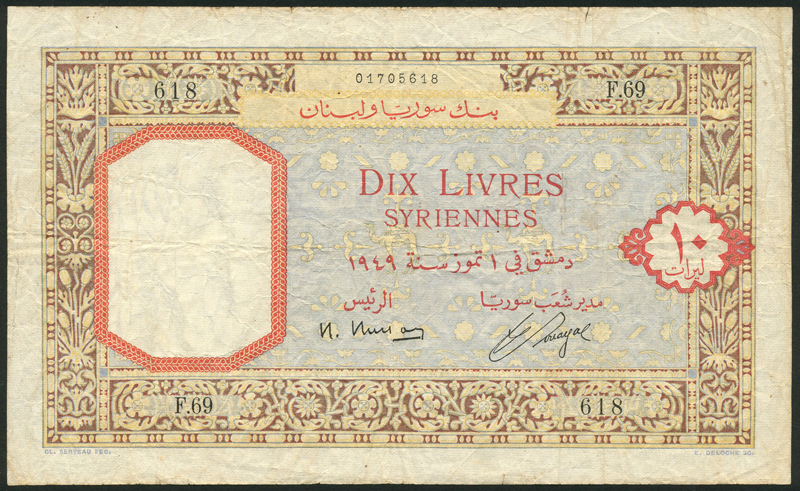 01705618
618 F.69
بنك سوريا ولبنان
DIX LIVRES
SYRIENNES
١٠
ليرات
دمشق في ١ تموز سنة ١٩٤٩
مدير شعب سوريا الرئيس
F.69 618
CL. SERVEAU FEC.
E. DELOCHE SC.